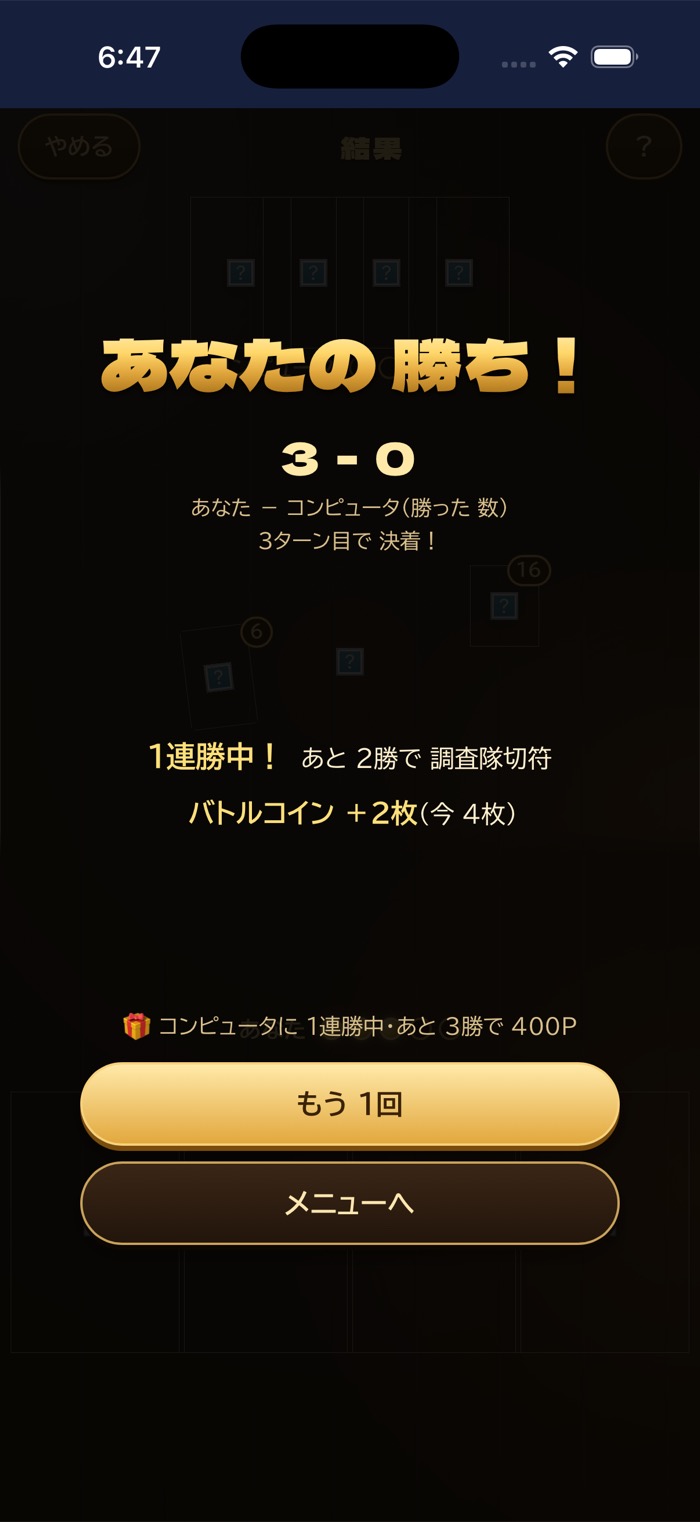 6:47
やめる
結果
?
あなたの 勝ち！
3 - 0
あなた － コンピュータ（勝った 数）
3ターン目で 決着！
16
6
1連勝中！ あと 2勝で 調査隊切符
バトルコイン ＋2枚（今 4枚）
🎁 コンピュータに 1連勝中・あと 3勝で 400P
もう 1回
メニューへ